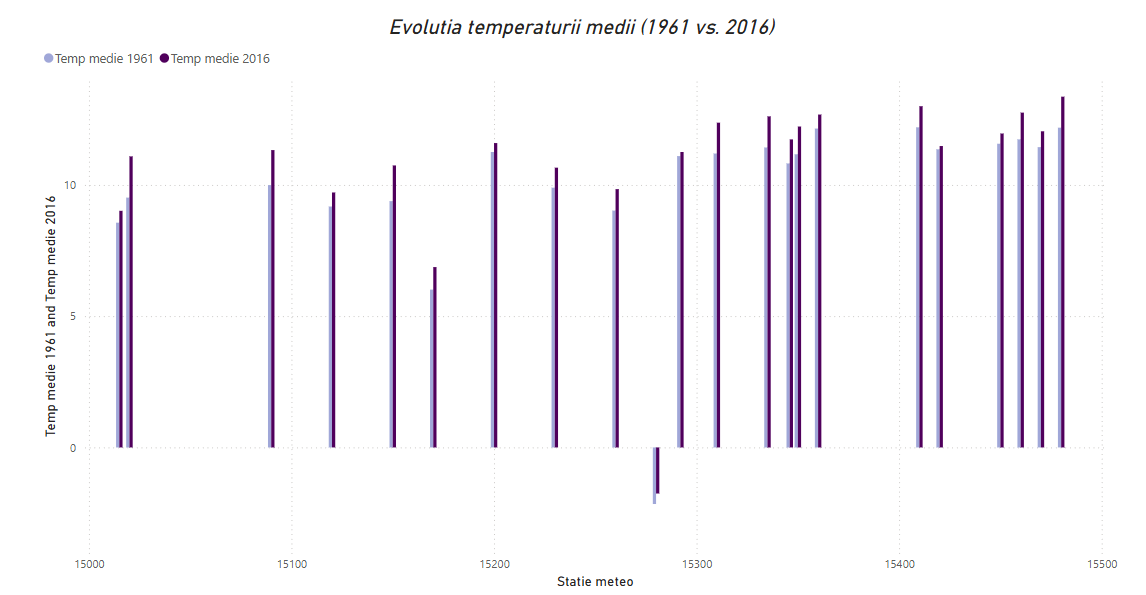 Evolutia temperaturii medii (1961 vs. 2016)
Temp medie 1961 Temp medie 2016
Temp medie 1961 and Temp medie 2016
10
5
0
15000 15100 15200 15300 15400 15500
Statie meteo